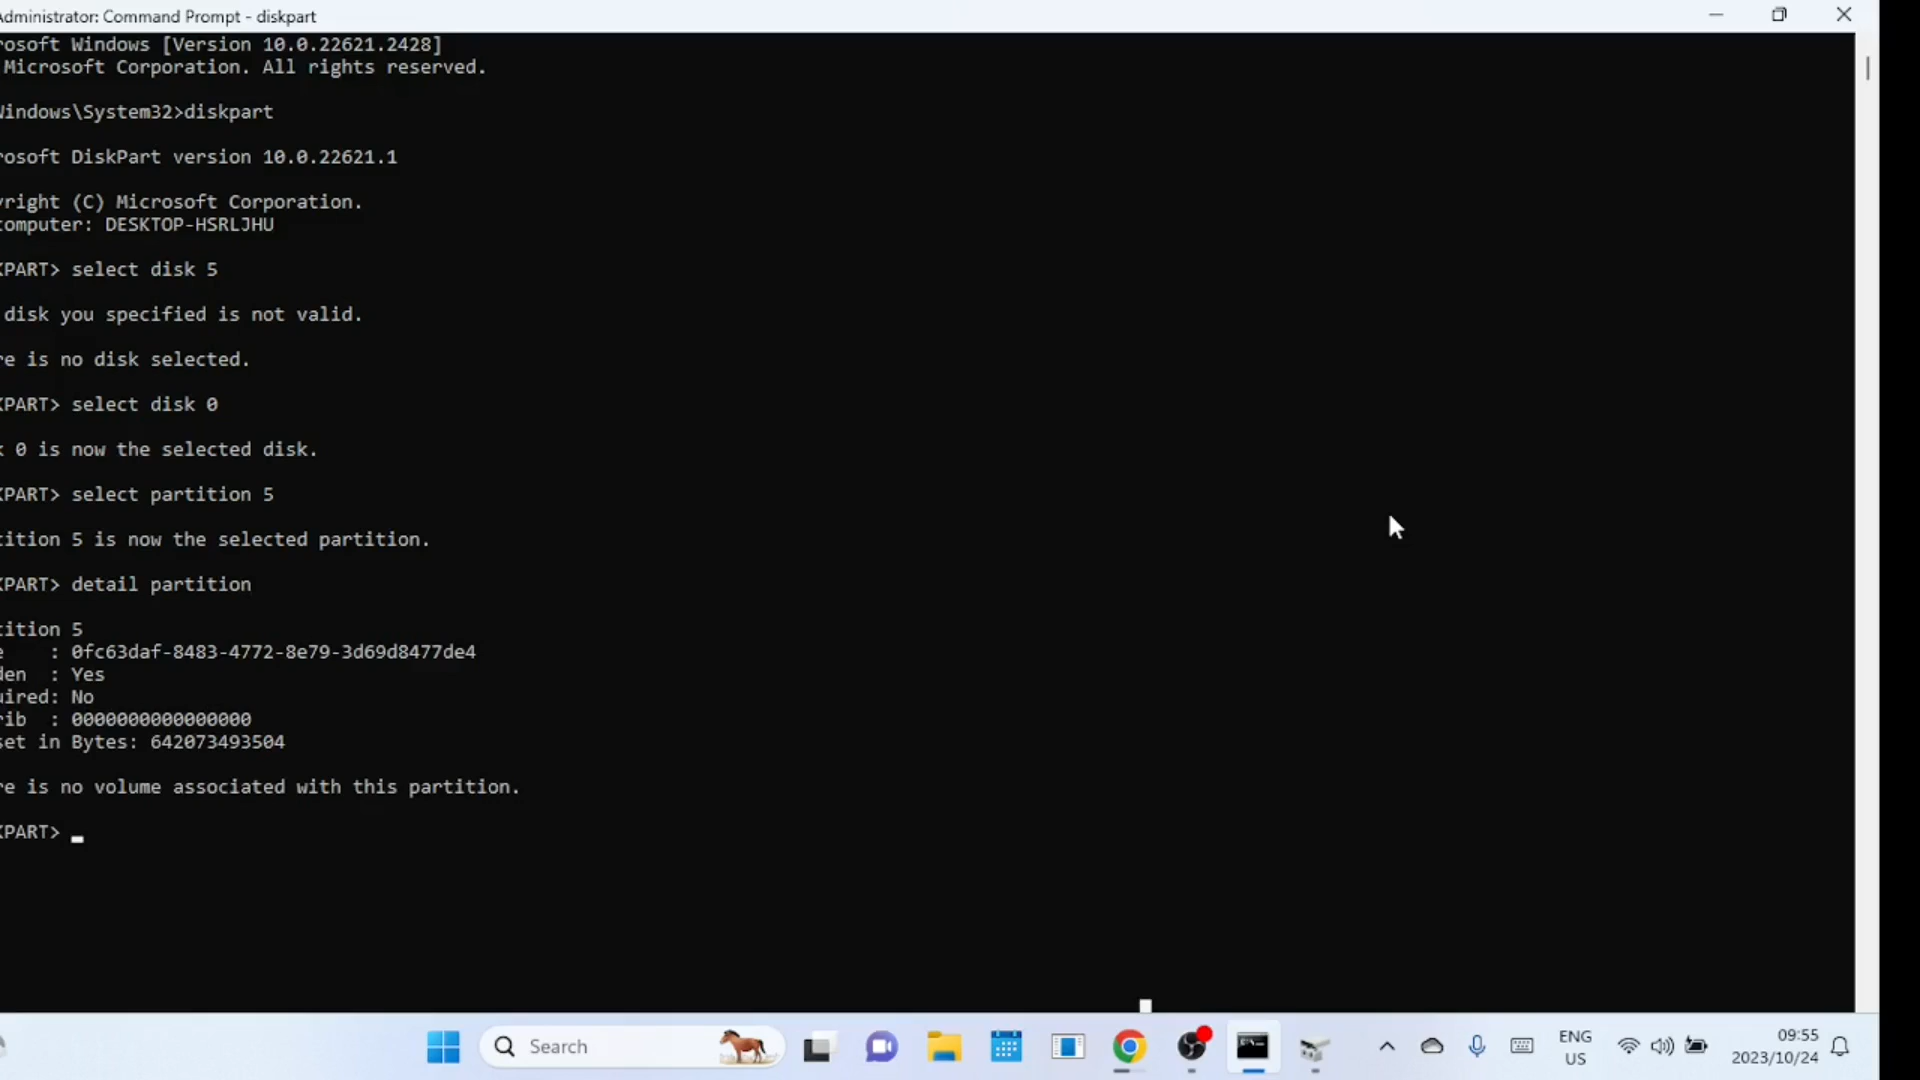 Administrator: Command Prompt - diskpart
rosoft Windows [Version 10.0.22621.2428]
Microsoft Corporation. All rights reserved.
Windows\System32>diskpart
rosoft DiskPart version 10.0.22621.1
yright (C) Microsoft Corporation.
computer: DESKTOP-HSRLJHU
KPART> select disk 5
disk you specified is not valid.
re is no disk selected.
KPART> select disk 0
k 0 is now the selected disk.
KPART> select partition 5
tition 5 is now the selected partition.
KPART> detail partition
tition 5
e : 0fc63daf-8483-4772-8e79-3d69d8477de4
den : Yes
uired: No
rib : 0000000000000000
set in Bytes: 642073493504
re is no volume associated with this partition.
KPART>
Search
ENG
US
09:55
2023/10/24